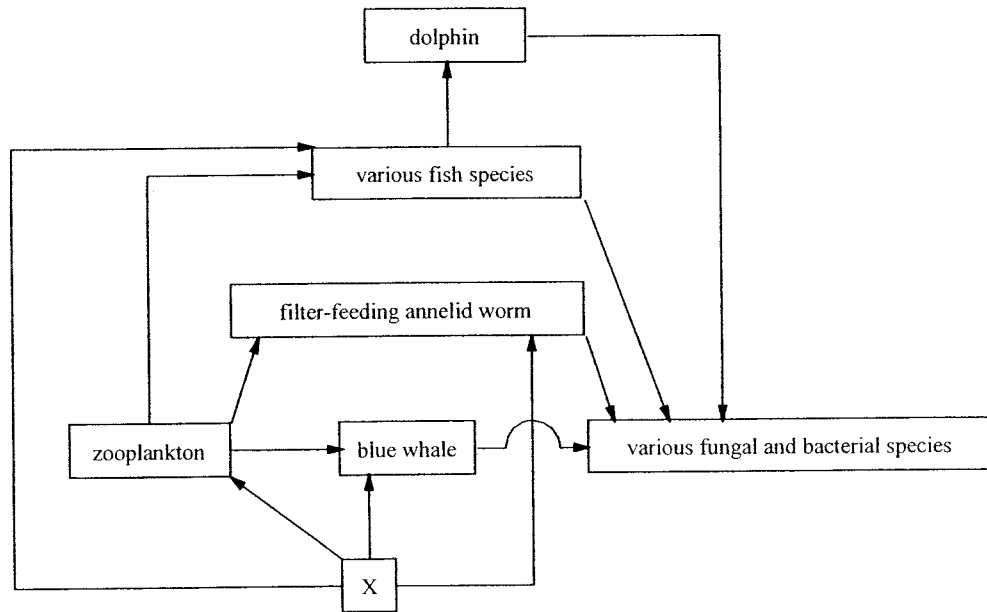 dolphin
various fish species
filter-feeding annelid worm
zooplankton
blue whale
various fungal and bacterial species
X